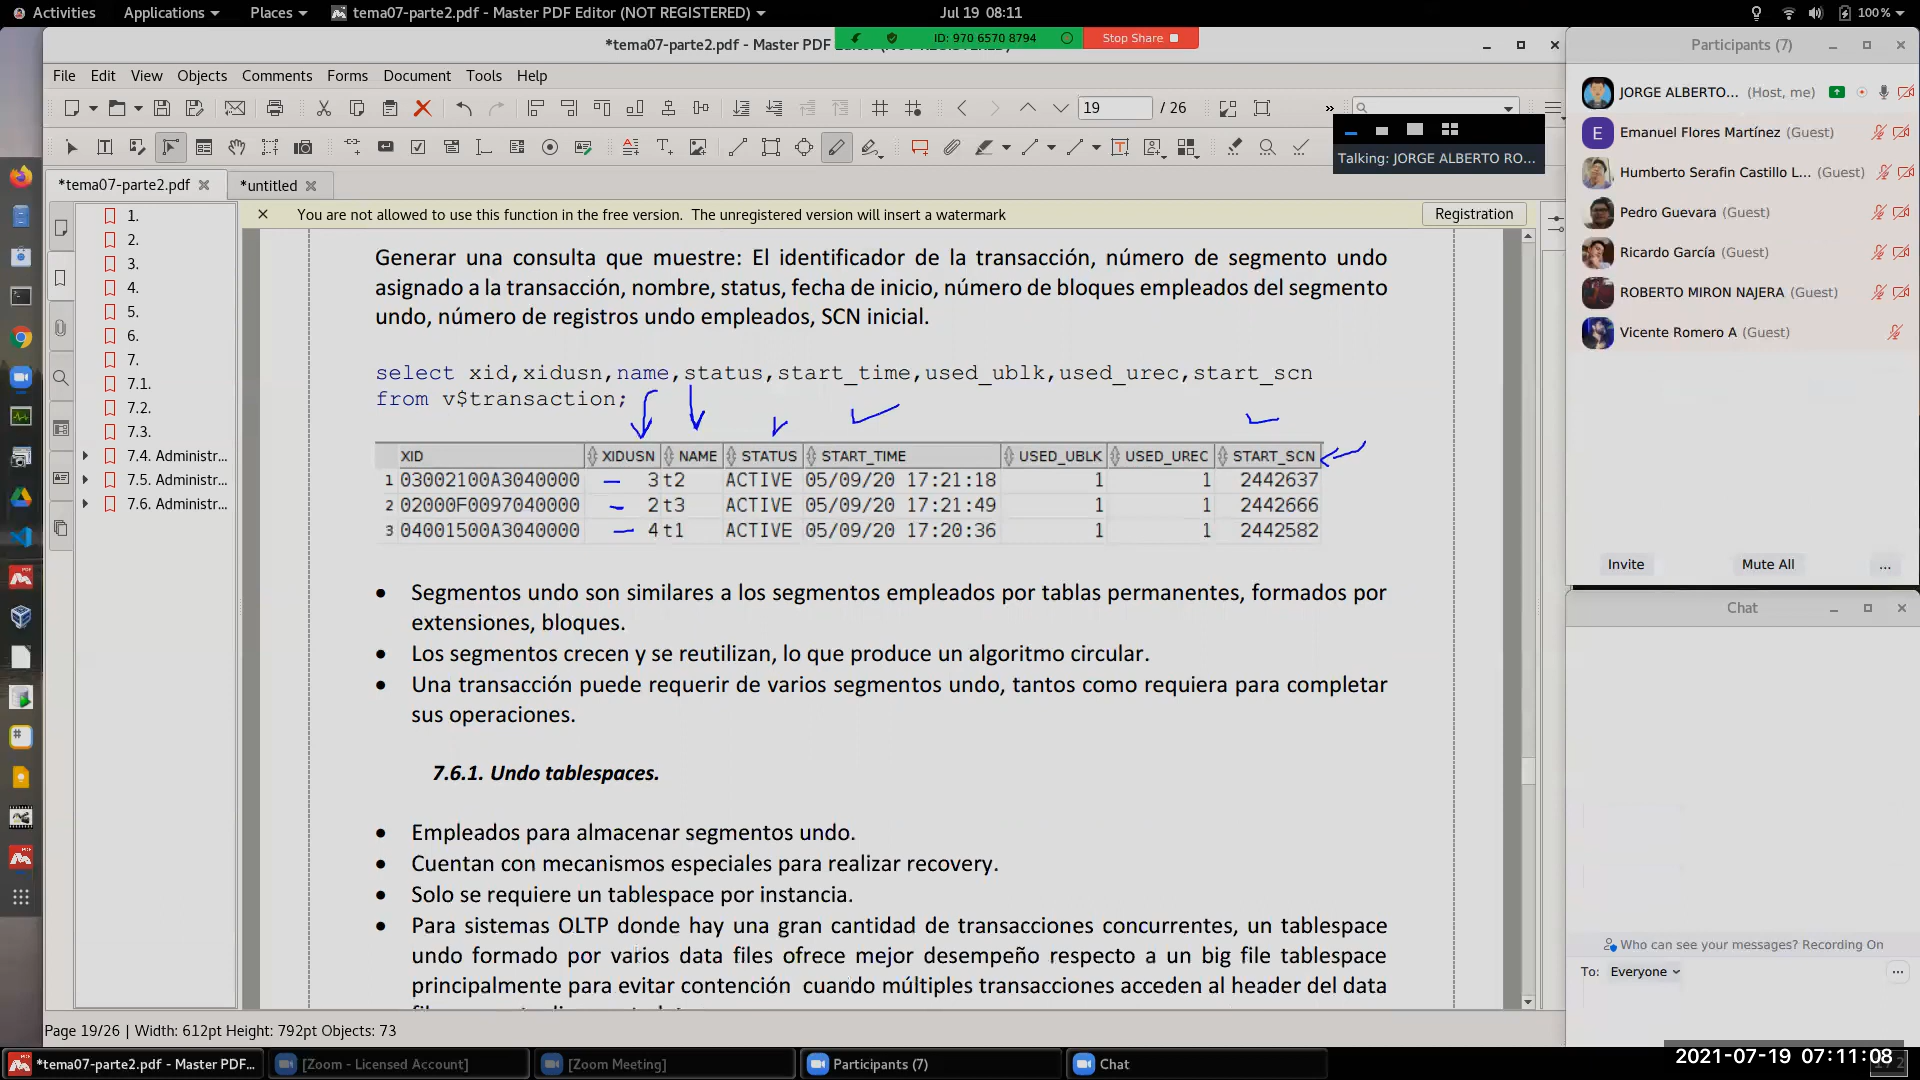 Activities Applications Places tema07-parte2.pdf - Master PDF Editor (NOT REGISTERED) Jul 19 08:11 100%
*tema07-parte2.pdf - Master PDF
ID: 970 6570 8794 Stop Share
File Edit View Objects Comments Forms Document Tools Help
19 / 26
Talking: JORGE ALBERTO RO...
*tema07-parte2.pdf *untitled
You are not allowed to use this function in the free version. The unregistered version will insert a watermark Registration
1.
2.
3.
4.
5.
6.
7.
7.1.
7.2.
7.3.
7.4. Administr...
7.5. Administr...
7.6. Administr...
Generar una consulta que muestre: El identificador de la transacción, número de segmento undo
asignado a la transacción, nombre, status, fecha de inicio, número de bloques empleados del segmento
undo, número de registros undo empleados, SCN inicial.
select xid,xidusn,name,status,start_time,used_ublk,used_urec,start_scn
from v$transaction;
XID XIDUSN NAME STATUS START_TIME USED_UBLK USED_UREC START_SCN
1 03002100A3040000 3 t2 ACTIVE 05/09/20 17:21:18 1 1 2442637
2 02000F0097040000 2 t3 ACTIVE 05/09/20 17:21:49 1 1 2442666
3 04001500A3040000 4 t1 ACTIVE 05/09/20 17:20:36 1 1 2442582
• Segmentos undo son similares a los segmentos empleados por tablas permanentes, formados por
extensiones, bloques.
• Los segmentos crecen y se reutilizan, lo que produce un algoritmo circular.
• Una transacción puede requerir de varios segmentos undo, tantos como requiera para completar
sus operaciones.
7.6.1. Undo tablespaces.
• Empleados para almacenar segmentos undo.
• Cuentan con mecanismos especiales para realizar recovery.
• Solo se requiere un tablespace por instancia.
• Para sistemas OLTP donde hay una gran cantidad de transacciones concurrentes, un tablespace
undo formado por varios data files ofrece mejor desempeño respecto a un big file tablespace
principalmente para evitar contención cuando múltiples transacciones acceden al header del data
Page 19/26 | Width: 612pt Height: 792pt Objects: 73
Participants (7)
JORGE ALBERTO... (Host, me)
E Emanuel Flores Martínez (Guest)
Humberto Serafin Castillo L... (Guest)
Pedro Guevara (Guest)
Ricardo García (Guest)
ROBERTO MIRON NAJERA (Guest)
Vicente Romero A (Guest)
Invite Mute All ...
Chat
Who can see your messages? Recording On
To: Everyone
*tema07-parte2.pdf - Master PDF... [Zoom - Licensed Account] [Zoom Meeting] Participants (7) Chat
2021-07-19 07:11:08